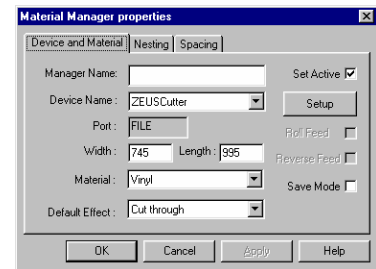 Material Manager properties
Device and Material Nesting Spacing
Manager Name: Set Active
Device Name : ZEUSCutter Setup
Port : FILE Roll Feed
Width : 745 Length : 995 Reverse Feed
Material : Vinyl Save Mode
Default Effect : Cut through
OK Cancel Apply Help